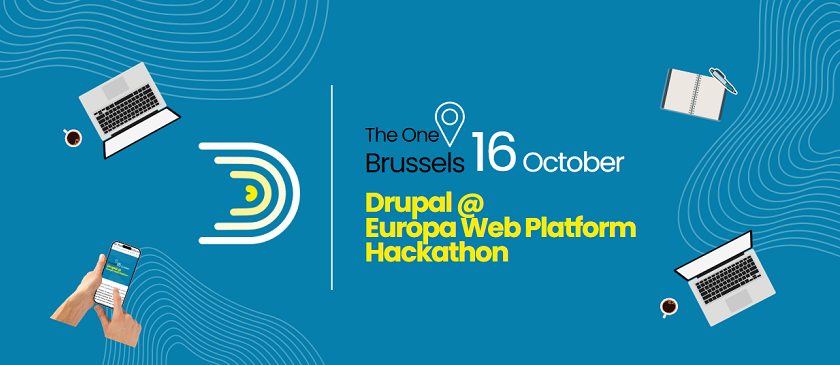 The One
Brussels 16 October
Drupal @
Europa Web Platform
Hackathon